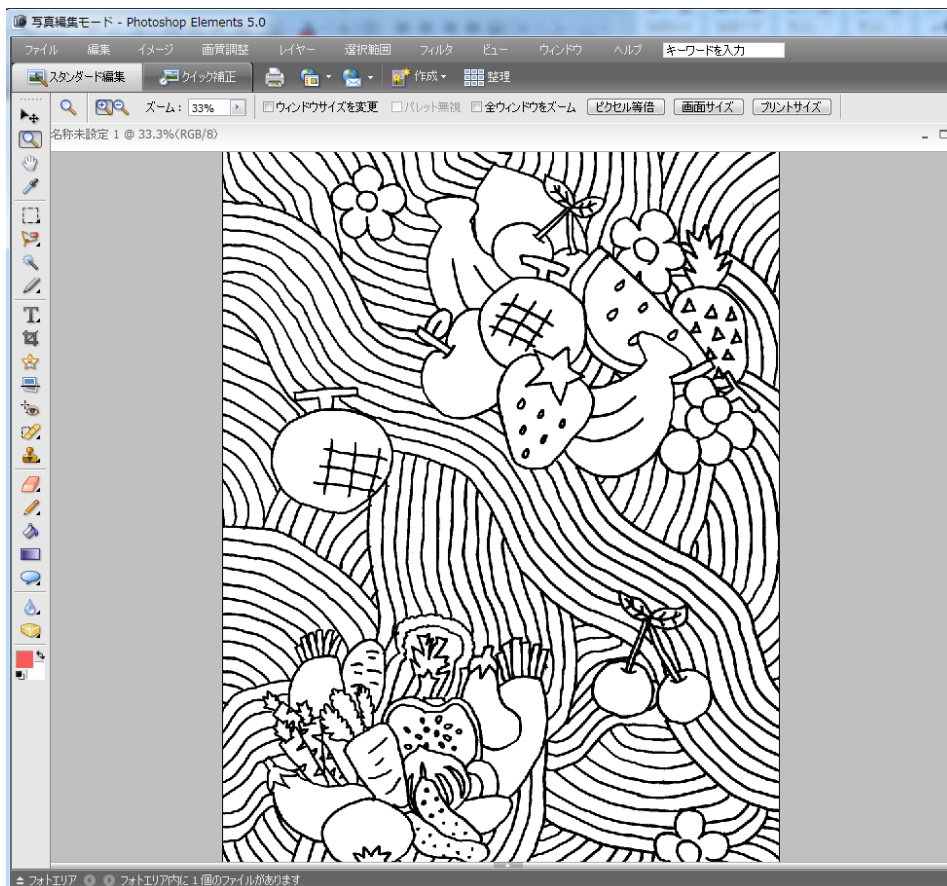 写真編集モード - Photoshop Elements 5.0
ファイル 編集 イメージ 画質調整 レイヤー 選択範囲 フィルタ ビュー ウィンドウ ヘルプ キーワードを入力
スタンダード編集 クイック補正 作成 整理
ズーム: 33% ウィンドウサイズを変更 パレット無視 全ウィンドウをズーム ピクセル等倍 画面サイズ プリントサイズ
名称未設定 1 @ 33.3%(RGB/8)
T
フォトエリア フォトエリア内に 1 個のファイルがあります